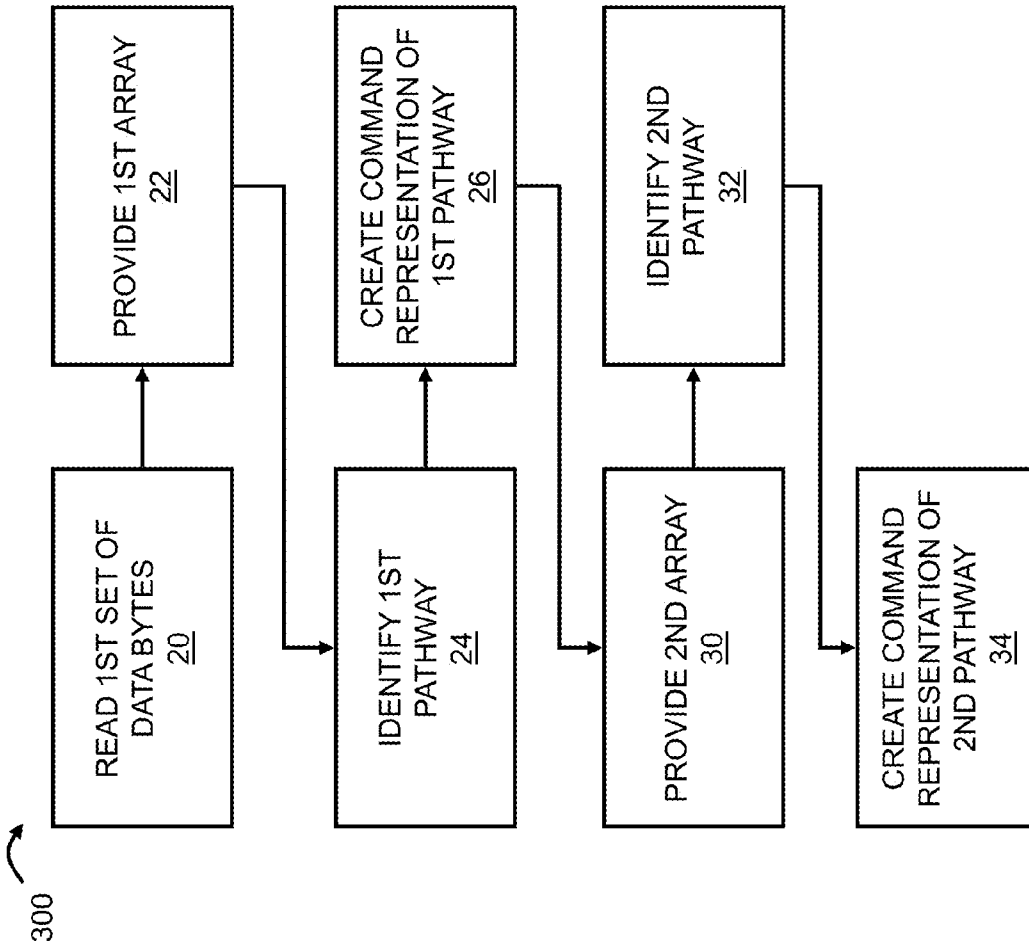 300
READ 1ST SET OF
DATA BYTES
20
PROVIDE 1ST ARRAY
22
IDENTIFY 1ST
PATHWAY
24
CREATE COMMAND
REPRESENTATION OF
1ST PATHWAY
26
PROVIDE 2ND ARRAY
30
IDENTIFY 2ND
PATHWAY
32
CREATE COMMAND
REPRESENTATION OF
2ND PATHWAY
34